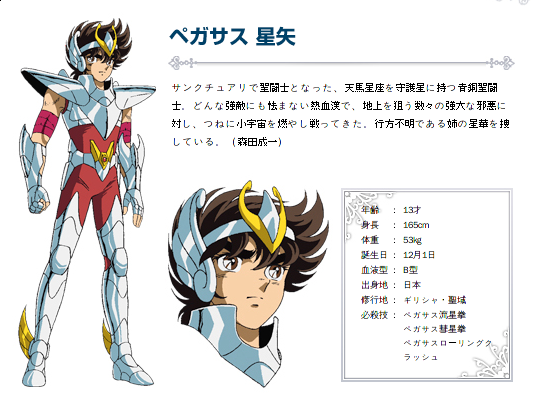 ペガサス 星矢
サンクチュアリで聖闘士となった、天馬星座を守護星に持つ青銅聖闘
士。どんな強敵にも怯まない熱血漢で、地上を狙う数々の強大な邪悪に
対し、つねに小宇宙を燃やし戦ってきた。行方不明である姉の星華を捜
している。（森田成一）
年齢 ： 13才
身長 ： 165cm
体重 ： 53kg
誕生日 ： 12月1日
血液型 ： B型
出身地 ： 日本
修行地 ： ギリシャ・聖域
必殺技 ： ペガサス流星拳
ペガサス彗星拳
ペガサスローリングク
ラッシュ